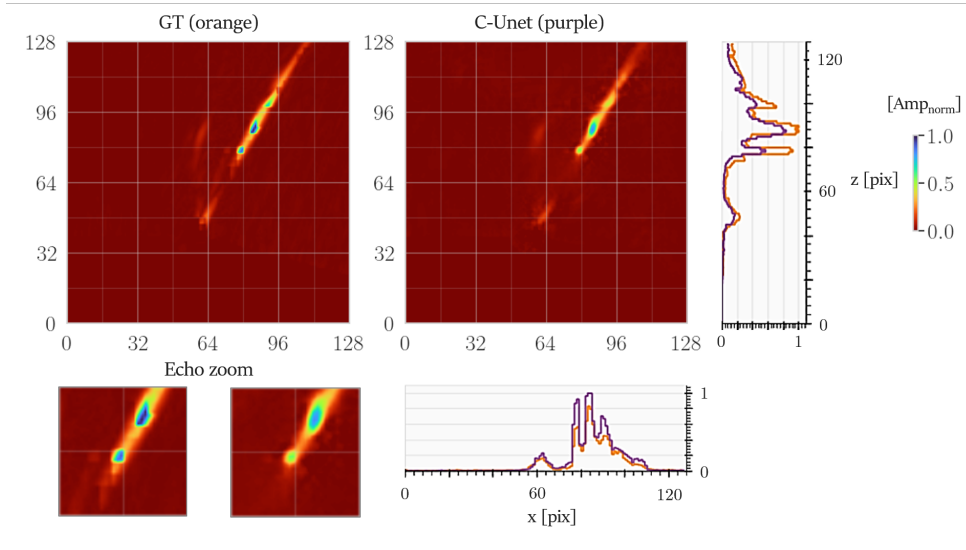 GT (orange)
C-Unet (purple)
128
96
64
32
0
0 32 64 96 128
128
96
64
32
0
0 32 64 96 128
120
60
0
z [pix]
0 1
[Ampnorm]
1.0
0.5
0.0
Echo zoom
1
0
0 60 120
x [pix]